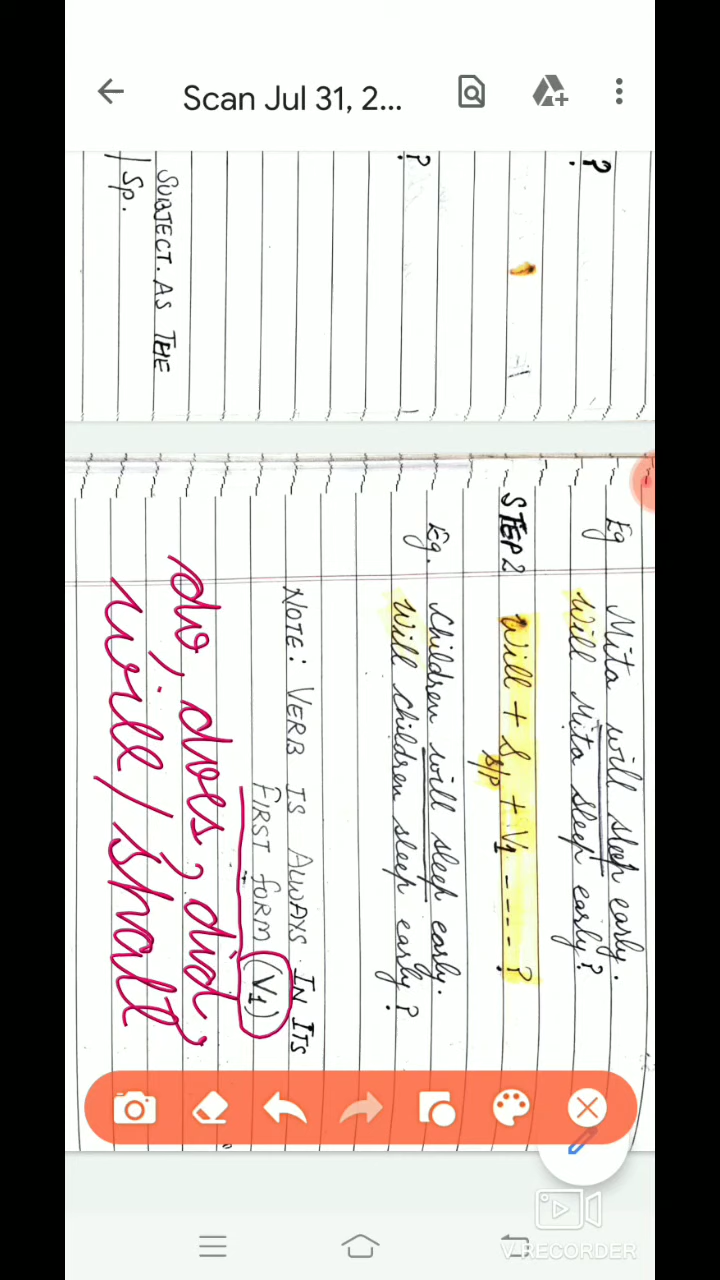 Scan Jul 31, 2...
?
?
SUBJECT. AS THE
Sp.
Eg Mita will sleep early.
Will Mita sleep early?
STEP 2 Will + S + V1 ----?
S/P
Eg. Children will sleep early.
Will children sleep early?
NOTE: VERB IS ALWAYS IN ITS
FIRST FORM (V1)
do, does, did,
will / shall
V.RECORDER